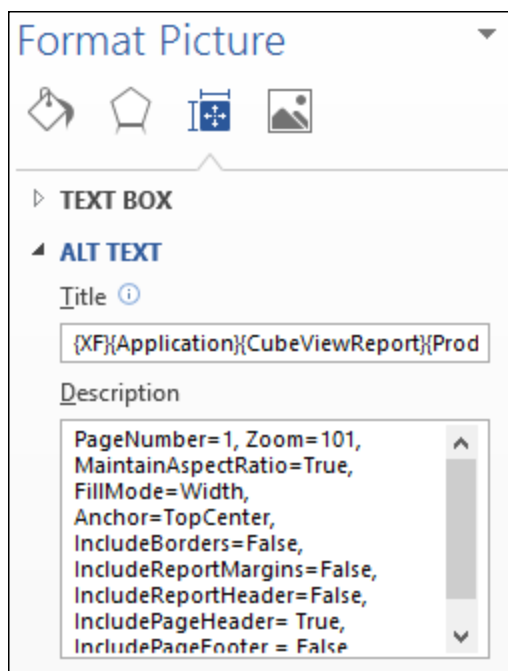 Format Picture
TEXT BOX
ALT TEXT
Title
{XF}{Application}{CubeViewReport}{Prod
Description
PageNumber=1, Zoom=101,
MaintainAspectRatio=True,
FillMode=Width,
Anchor=TopCenter,
IncludeBorders=False,
IncludeReportMargins=False,
IncludeReportHeader=False,
IncludePageHeader= True,
IncludePageFooter = False